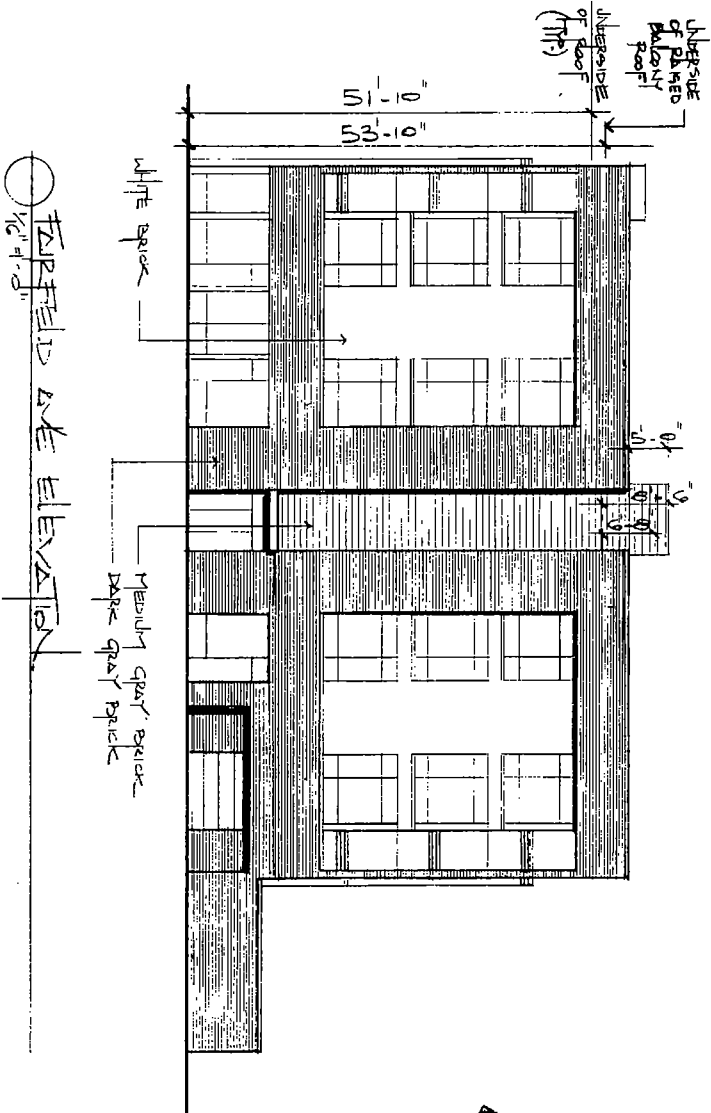 UNDERSIDE
OF RAISED
BALCONY
ROOF
UNDERSIDE
OF ROOF
(TYP.)
51'-10"
53'-10"
WHITE BRICK
MEDIUM GRAY BRICK
DARK GRAY BRICK
FAIRFIELD AVE ELEVATION
1/16" = 1'-0"